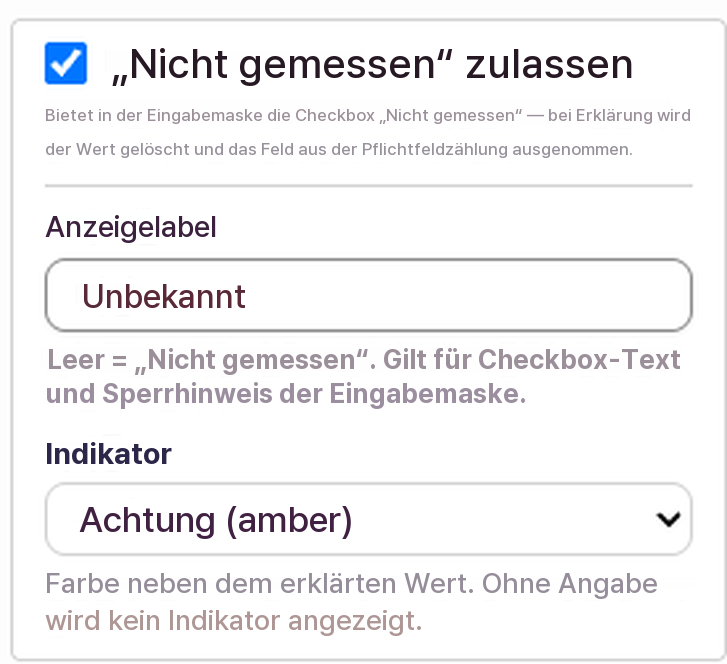 „Nicht gemessen“ zulassen
Bietet in der Eingabemaske die Checkbox „Nicht gemessen“ — bei Erklärung wird
der Wert gelöscht und das Feld aus der Pflichtfeldzählung ausgenommen.
Anzeigelabel
Unbekannt
Leer = „Nicht gemessen“. Gilt für Checkbox-Text
und Sperrhinweis der Eingabemaske.
Indikator
Achtung (amber)
Farbe neben dem erklärten Wert. Ohne Angabe
wird kein Indikator angezeigt.